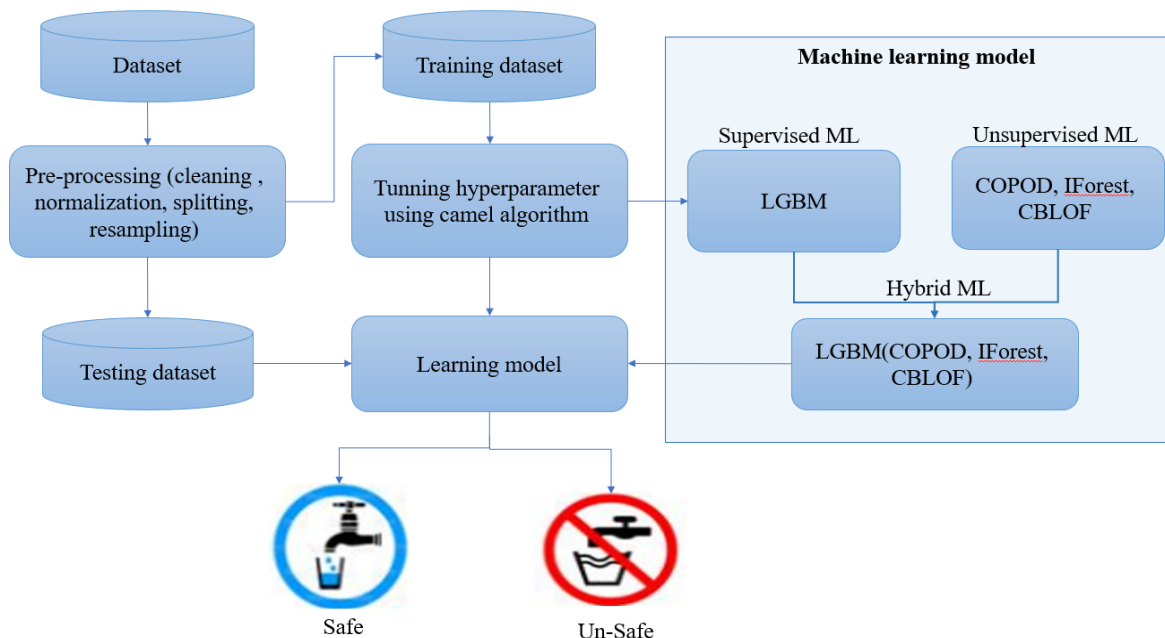 Dataset
Training dataset
Machine learning model
Pre-processing (cleaning ,
normalization, splitting,
resampling)
Tunning hyperparameter
using camel algorithm
Supervised ML
LGBM
Unsupervised ML
COPOD, IForest,
CBLOF
Hybrid ML
LGBM(COPOD, IForest,
CBLOF)
Testing dataset
Learning model
Safe
Un-Safe